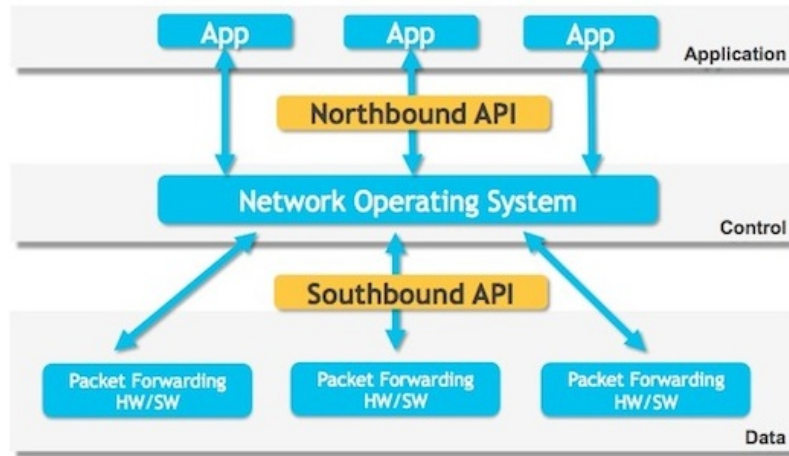 App
App
App
Application
Northbound API
Network Operating System
Control
Southbound API
Packet Forwarding
HW/SW
Packet Forwarding
HW/SW
Packet Forwarding
HW/SW
Data